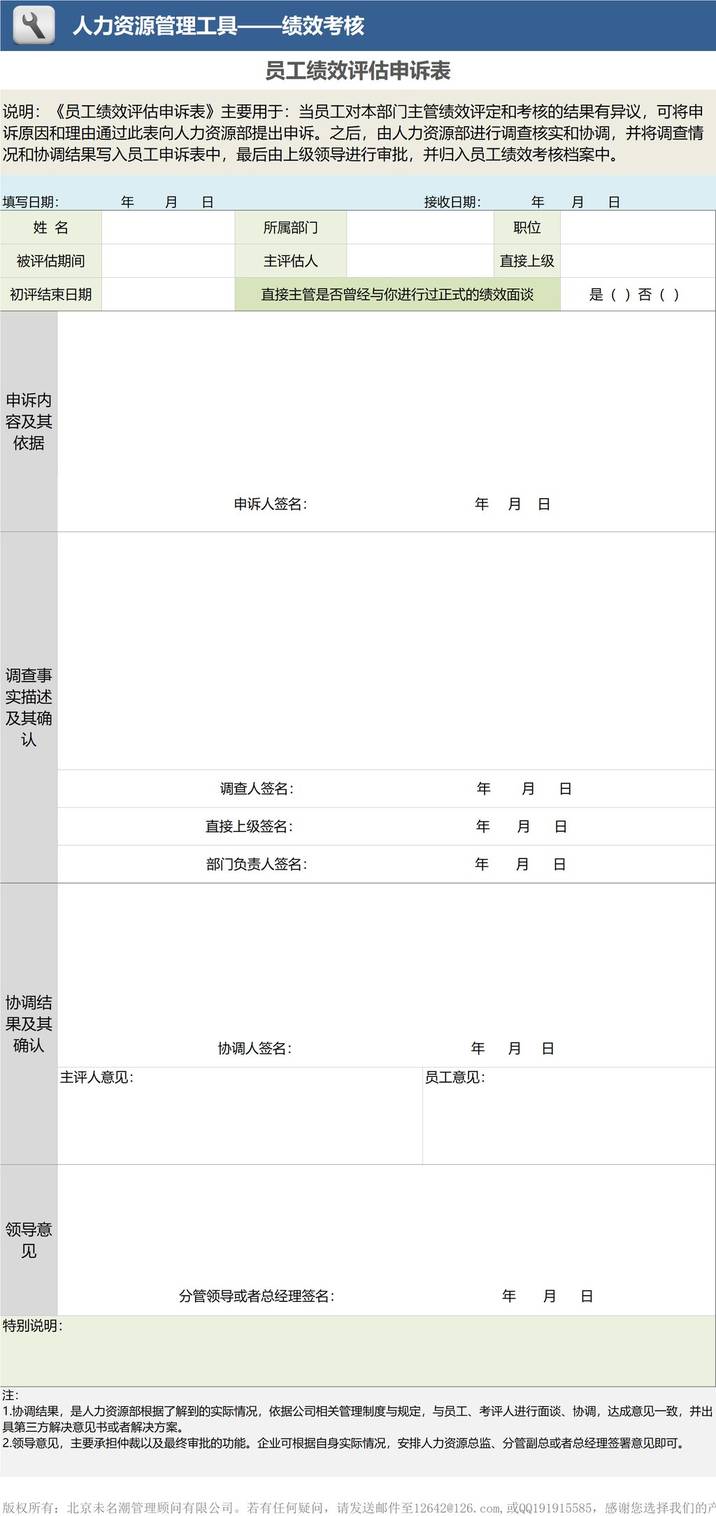 人力资源管理工具——绩效考核
员工绩效评估申诉表
说明：《员工绩效评估申诉表》主要用于：当员工对本部门主管绩效评定和考核的结果有异议，可将申
诉原因和理由通过此表向人力资源部提出申诉。之后，由人力资源部进行调查核实和协调，并将调查情
况和协调结果写入员工申诉表中，最后由上级领导进行审批，并归入员工绩效考核档案中。
填写日期： 年 月 日 接收日期： 年 月 日
姓 名 所属部门 职位
被评估期间 主评估人 直接上级
初评结束日期 直接主管是否曾经与你进行过正式的绩效面谈 是（ ）否（ ）
申诉内
容及其
依据
申诉人签名： 年 月 日
调查事
实描述
及其确
认
调查人签名： 年 月 日
直接上级签名： 年 月 日
部门负责人签名： 年 月 日
协调结
果及其
确认
协调人签名： 年 月 日
主评人意见： 员工意见：
领导意
见
分管领导或者总经理签名： 年 月 日
特别说明：
注：
1.协调结果，是人力资源部根据了解到的实际情况，依据公司相关管理制度与规定，与员工、考评人进行面谈、协调，达成意见一致，并出
具第三方解决意见书或者解决方案。
2.领导意见，主要承担仲裁以及最终审批的功能。企业可根据自身实际情况，安排人力资源总监、分管副总或者总经理签署意见即可。
版权所有：北京未名潮管理顾问有限公司。若有任何疑问，请发送邮件至12642@126.com,或QQ191915585，感谢您选择我们的产